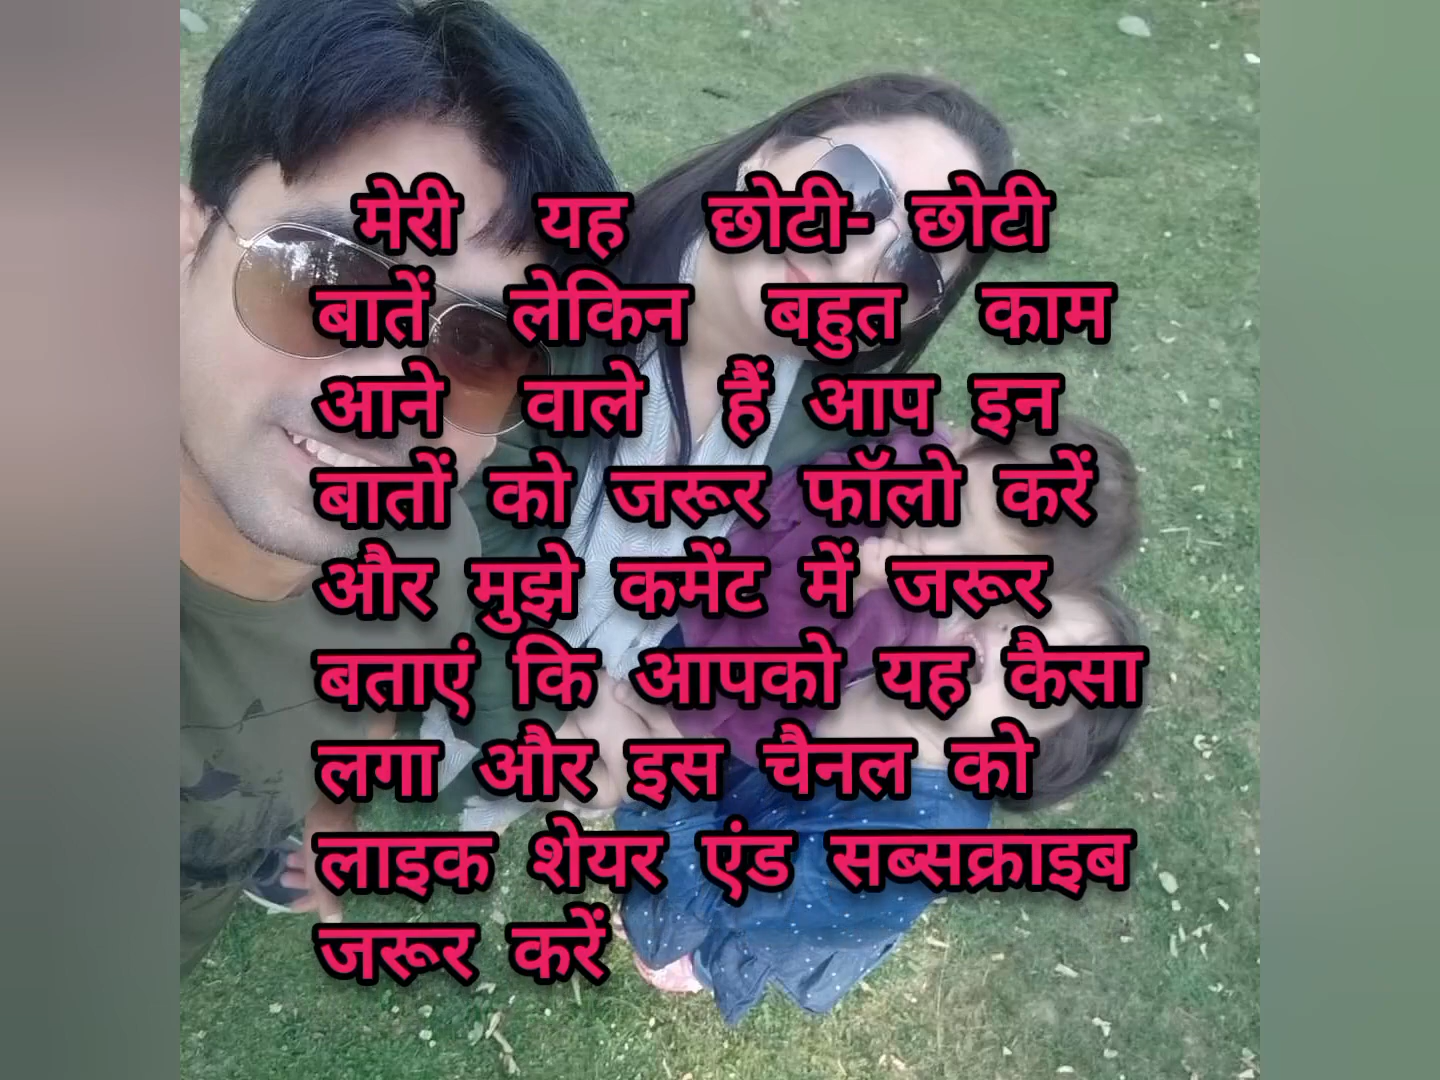 मेरी यह छोटी- छोटी
बातें लेकिन बहुत काम
आने वाले हैं आप इन
बातों को जरूर फॉलो करें
और मुझे कमेंट में जरूर
बताएं कि आपको यह कैसा
लगा और इस चैनल को
लाइक शेयर एंड सब्सक्राइब
जरूर करें